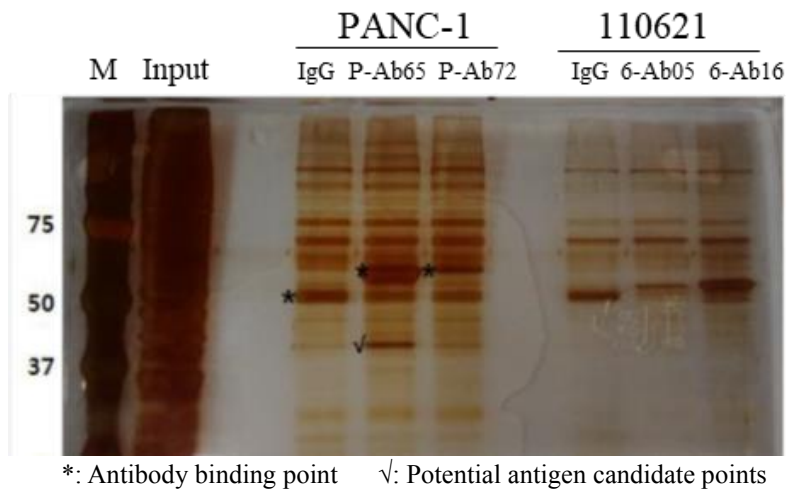 PANC-1 110621
M Input IgG P-Ab65 P-Ab72 IgG 6-Ab05 6-Ab16
75
* *
50 *
√
37
*: Antibody binding point √: Potential antigen candidate points